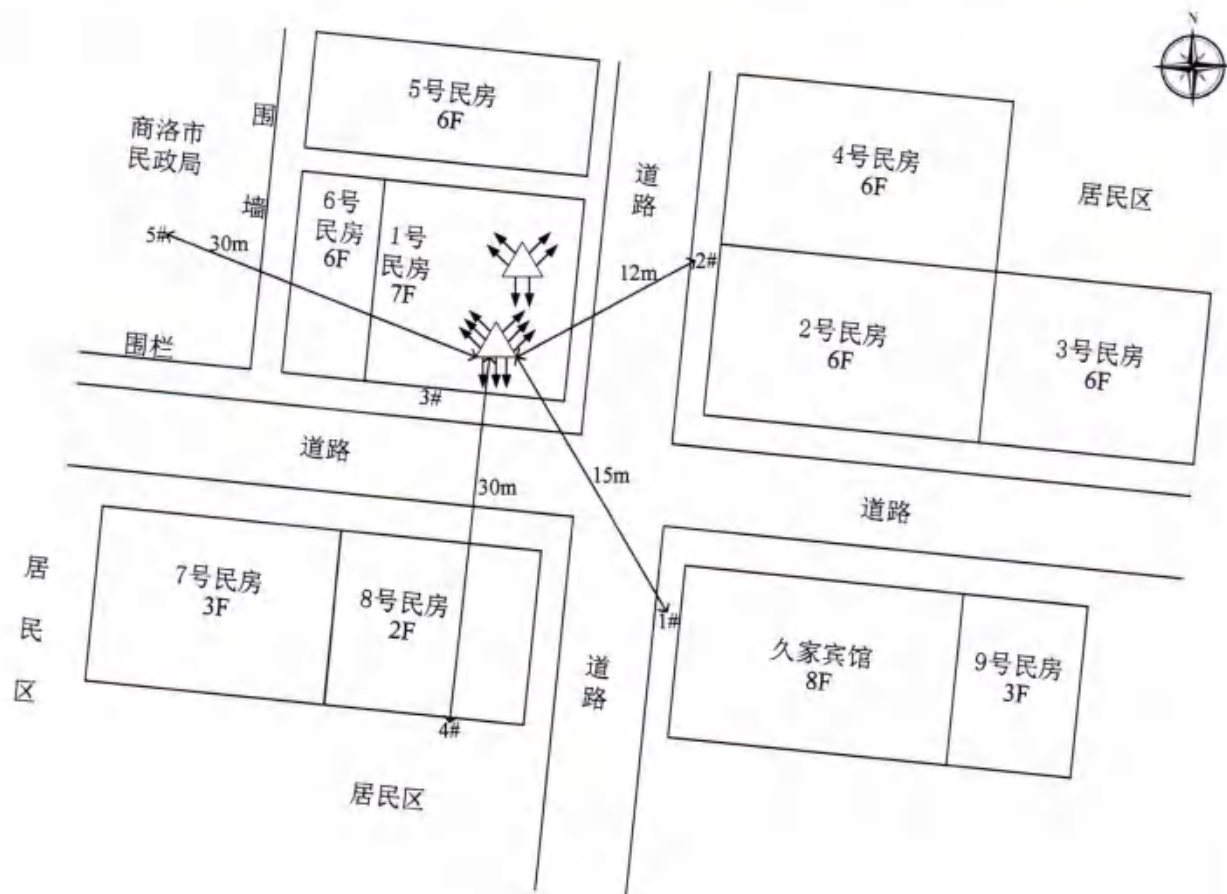 N
5号民房
6F
围
墙
商洛市
民政局
道
路
4号民房
6F
居民区
6号
民房
6F
1号
民房
7F
5#
30m
12m
2#
2号民房
6F
3号民房
6F
围栏
3#
道路
30m
15m
道路
居
民
区
7号民房
3F
8号民房
2F
1#
久家宾馆
8F
9号民房
3F
道
路
4#
居民区